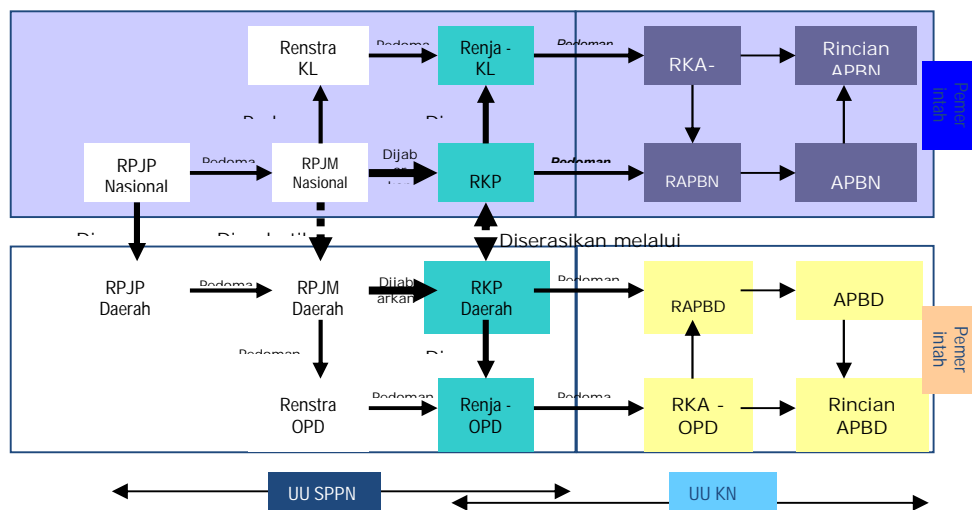 Renstra
KL
Pedoma
Renja -
KL
Pedoman
RKA-
Rincian
APBN
Pemer
intah
RPJP
Nasional
Pedoma
RPJM
Nasional
Dijab
RKP
Pedoman
RAPBN
APBN
Diserasikan melalui
RPJP
Daerah
Pedoma
RPJM
Daerah
Dijab
arkan
RKP
Daerah
Pedoman
RAPBD
APBD
Pemer
intah
Pedoman
Renstra
OPD
Pedoman
Renja -
OPD
Pedoma
RKA -
OPD
Rincian
APBD
UU SPPN
UU KN